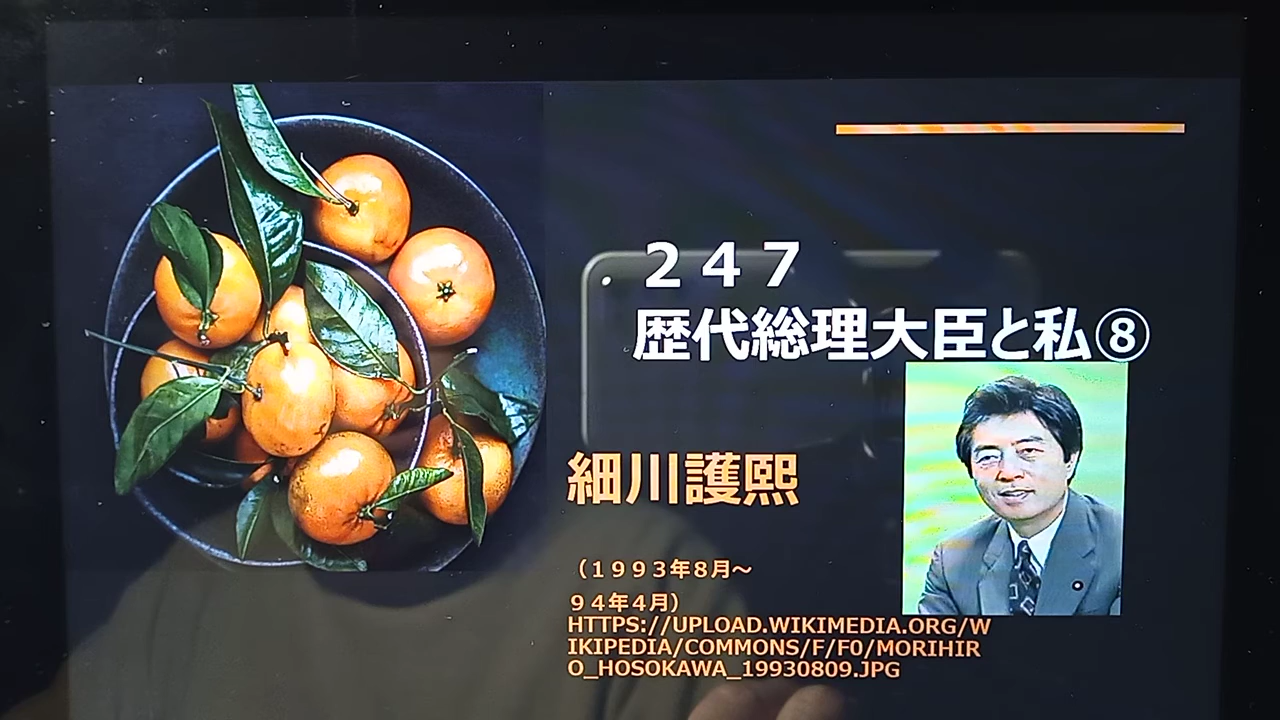 ２４７
歴代総理大臣と私⑧
細川護熙
（１９９３年８月～
９４年４月）
HTTPS://UPLOAD.WIKIMEDIA.ORG/W
IKIPEDIA/COMMONS/F/F0/MORIHIR
O_HOSOKAWA_19930809.JPG